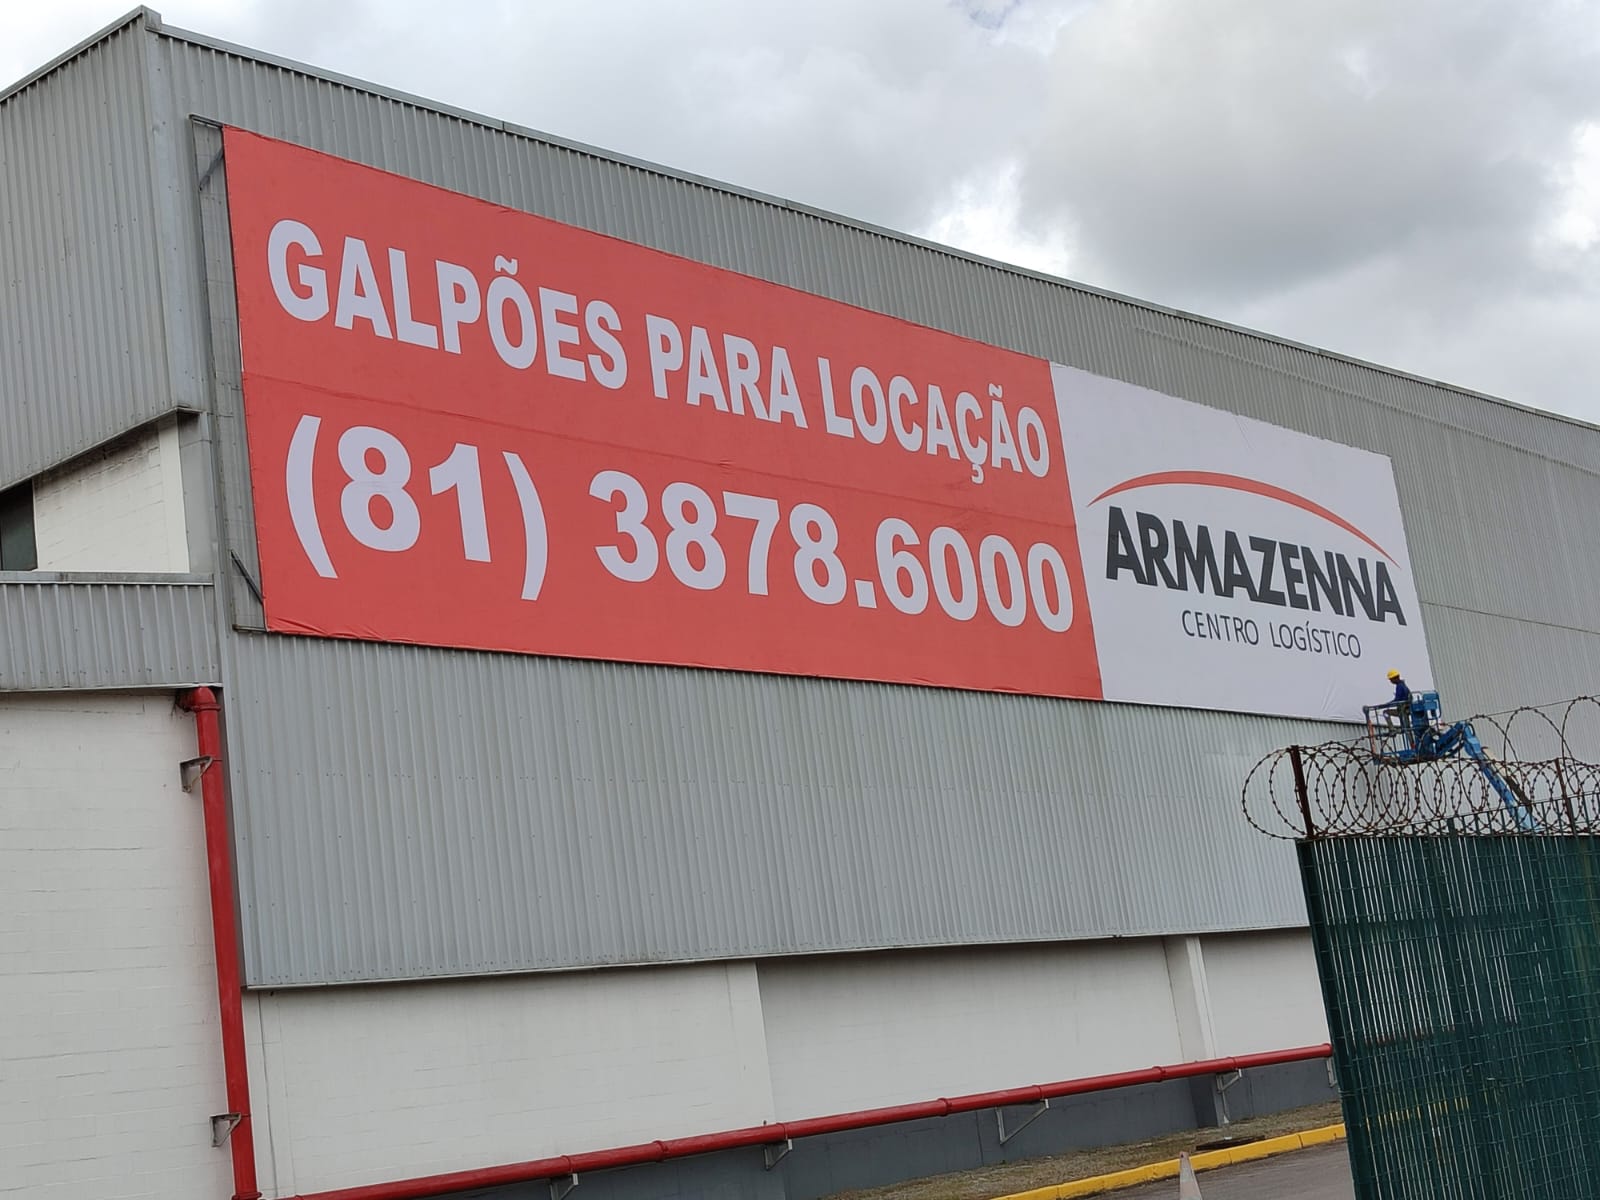 GALPÕES PARA LOCAÇÃO
(81) 3878.6000
ARMAZENNA
CENTRO LOGÍSTICO